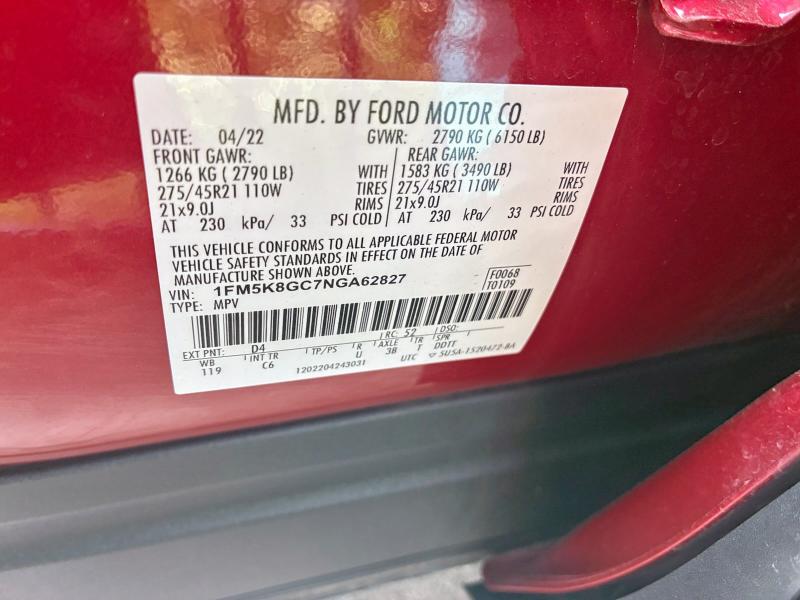 MFD. BY FORD MOTOR CO.
DATE: 04/22 GVWR: 2790 KG ( 6150 LB)
FRONT GAWR: REAR GAWR:
1266 KG ( 2790 LB) WITH 1583 KG ( 3490 LB) WITH
275/45R21 110W TIRES 275/45R21 110W TIRES
21x9.0J RIMS 21x9.0J RIMS
AT 230 kPa/ 33 PSI COLD AT 230 kPa/ 33 PSI COLD
THIS VEHICLE CONFORMS TO ALL APPLICABLE FEDERAL MOTOR
VEHICLE SAFETY STANDARDS IN EFFECT ON THE DATE OF
MANUFACTURE SHOWN ABOVE.
VIN: 1FM5K8GC7NGA62827 F0068
TYPE: MPV T0109
EXT PNT: D4 RC: 52 DSO:
WB INT TR TP/PS R AXLE TR SPR
119 C6 U 3B T DDTT
1202204243031 UTC ▽ 5U5A-1520472-BA